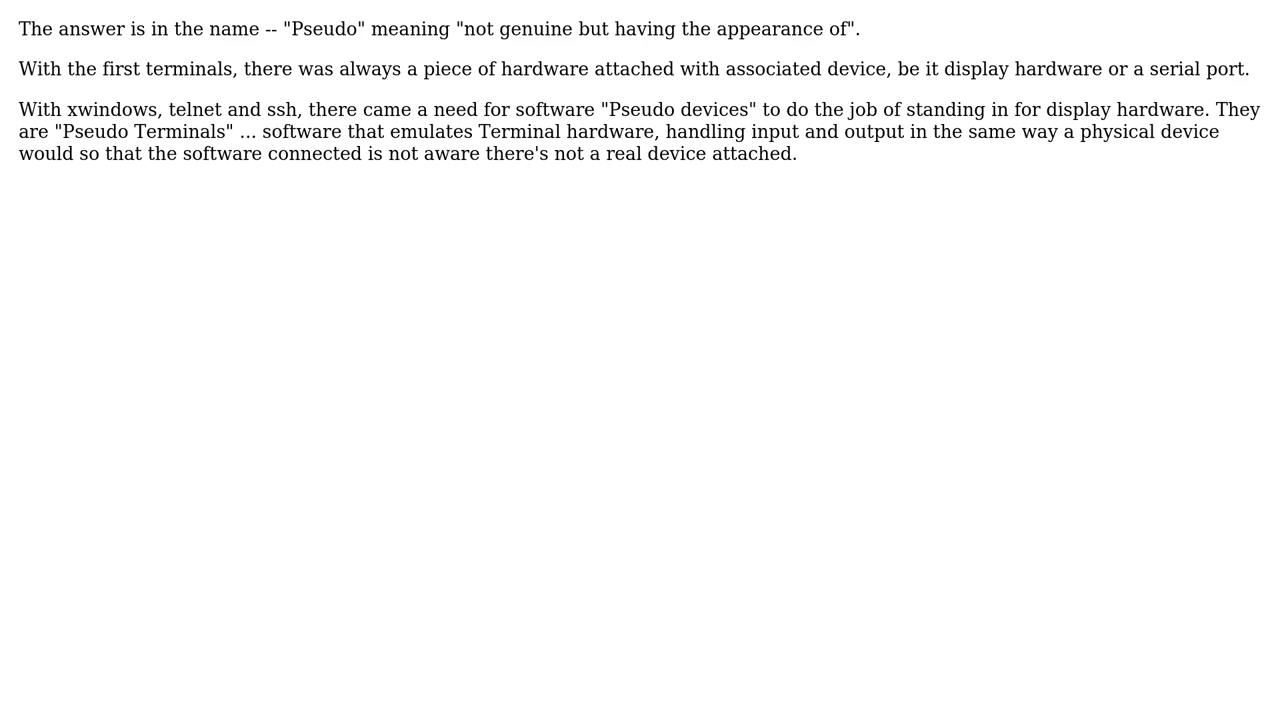 The answer is in the name -- "Pseudo" meaning "not genuine but having the appearance of".
With the first terminals, there was always a piece of hardware attached with associated device, be it display hardware or a serial port.
With xwindows, telnet and ssh, there came a need for software "Pseudo devices" to do the job of standing in for display hardware. They
are "Pseudo Terminals" ... software that emulates Terminal hardware, handling input and output in the same way a physical device
would so that the software connected is not aware there's not a real device attached.